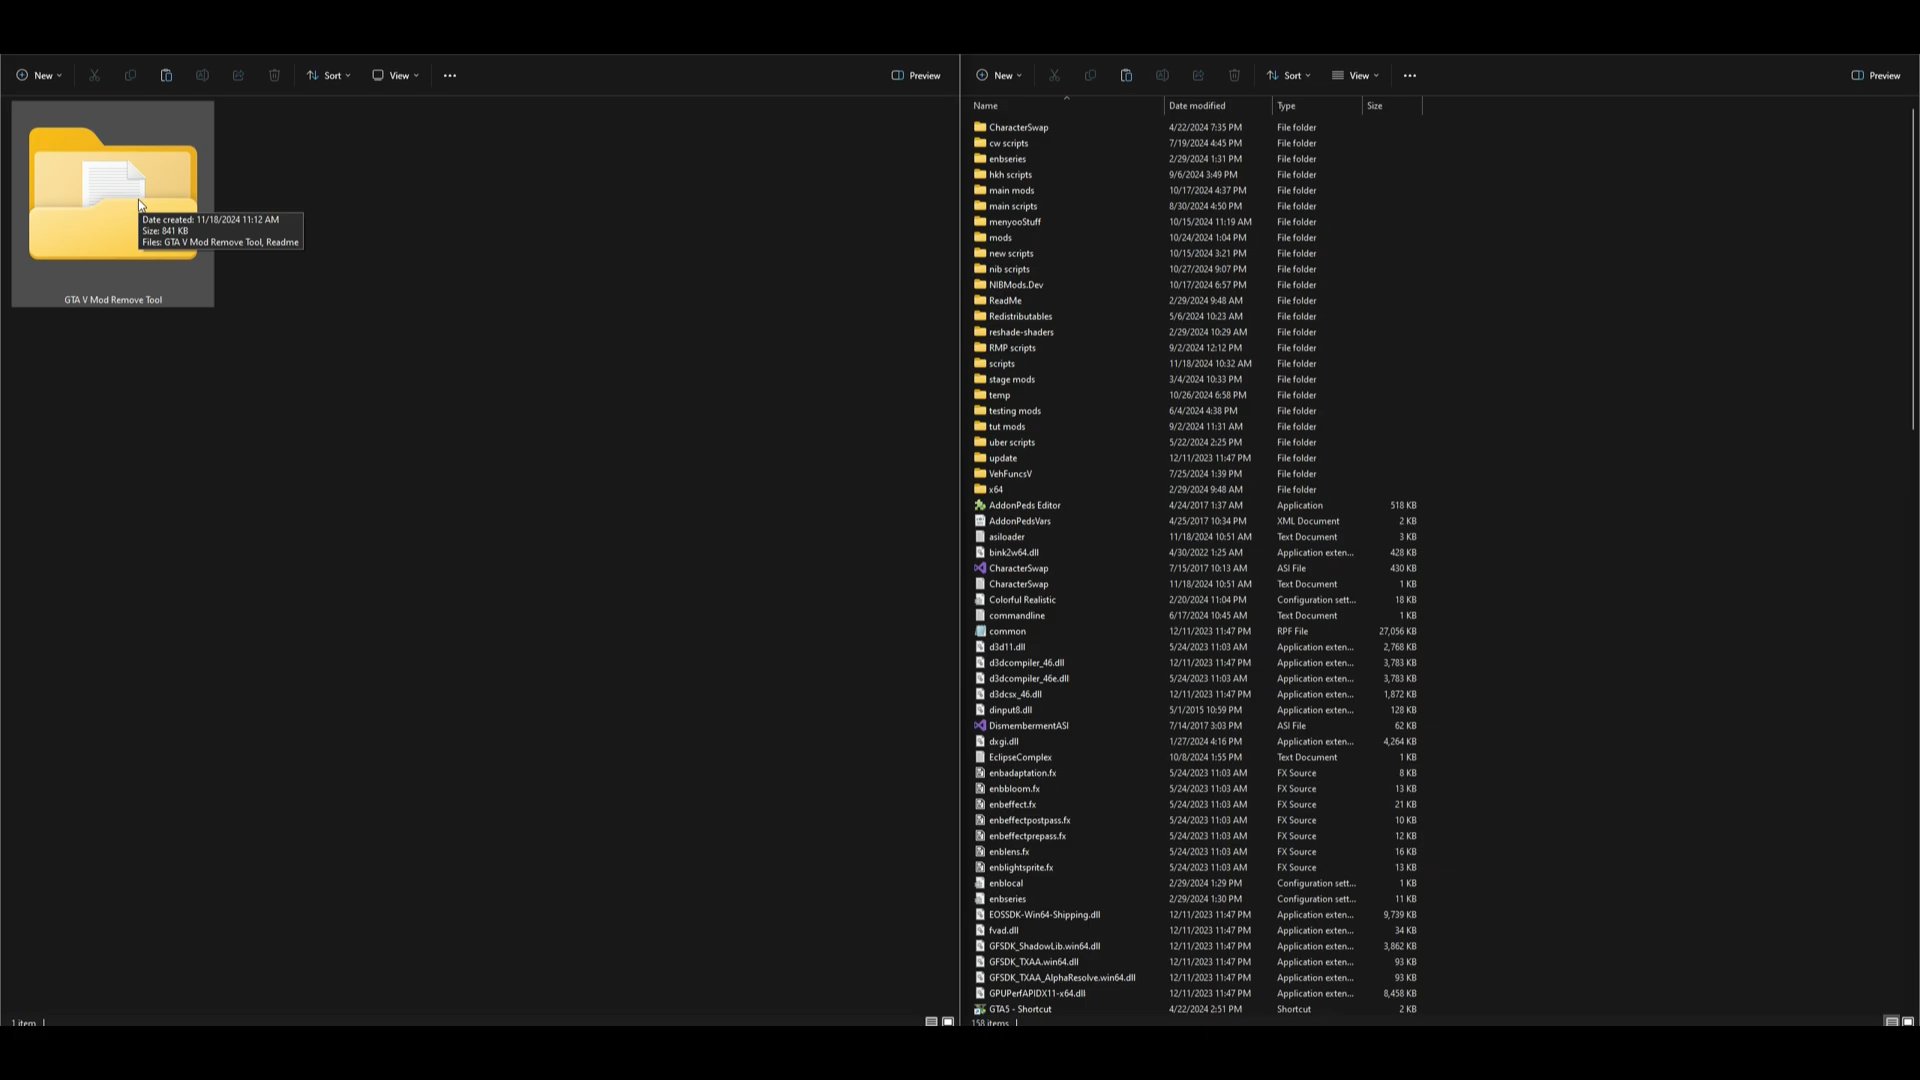 New
Sort
View
Preview
Date created: 11/18/2024 11:12 AM
Size: 841 KB
Files: GTA V Mod Remove Tool, Readme
GTA V Mod Remove Tool
1 item
New
Sort
View
Preview
Name Date modified Type Size
CharacterSwap 4/22/2024 7:35 PM File folder
cw scripts 7/19/2024 4:45 PM File folder
enbseries 2/29/2024 1:31 PM File folder
hkh scripts 9/6/2024 3:49 PM File folder
main mods 10/17/2024 4:37 PM File folder
main scripts 8/30/2024 4:50 PM File folder
menyooStuff 10/15/2024 11:19 AM File folder
mods 10/24/2024 1:04 PM File folder
new scripts 10/15/2024 3:21 PM File folder
nib scripts 10/27/2024 9:07 PM File folder
NIBMods.Dev 10/17/2024 6:57 PM File folder
ReadMe 2/29/2024 9:48 AM File folder
Redistributables 5/6/2024 10:23 AM File folder
reshade-shaders 2/29/2024 10:29 AM File folder
RMP scripts 9/2/2024 12:12 PM File folder
scripts 11/18/2024 10:32 AM File folder
stage mods 3/4/2024 10:33 PM File folder
temp 10/26/2024 6:58 PM File folder
testing mods 6/4/2024 4:38 PM File folder
tut mods 9/2/2024 11:31 AM File folder
uber scripts 5/22/2024 2:25 PM File folder
update 12/11/2023 11:47 PM File folder
VehFuncsV 7/25/2024 1:39 PM File folder
x64 2/29/2024 9:48 AM File folder
AddonPeds Editor 4/24/2017 1:37 AM Application 518 KB
AddonPedsVars 4/25/2017 10:34 PM XML Document 2 KB
asiloader 11/18/2024 10:51 AM Text Document 3 KB
bink2w64.dll 4/30/2022 1:25 AM Application exten... 428 KB
CharacterSwap 7/15/2017 10:13 AM ASI File 430 KB
CharacterSwap 11/18/2024 10:51 AM Text Document 1 KB
Colorful Realistic 2/20/2024 11:04 PM Configuration sett... 18 KB
commandline 6/17/2024 10:45 AM Text Document 1 KB
common 12/11/2023 11:47 PM RPF File 27,056 KB
d3d11.dll 5/24/2023 11:03 AM Application exten... 2,768 KB
d3dcompiler_46.dll 12/11/2023 11:47 PM Application exten... 3,783 KB
d3dcompiler_46e.dll 5/24/2023 11:03 AM Application exten... 3,783 KB
d3dcsx_46.dll 12/11/2023 11:47 PM Application exten... 1,872 KB
dinput8.dll 5/1/2015 10:59 PM Application exten... 128 KB
DismembermentASI 7/14/2017 3:03 PM ASI File 62 KB
dxgi.dll 1/27/2024 4:16 PM Application exten... 4,264 KB
EclipseComplex 10/8/2024 1:55 PM Text Document 1 KB
enbadaptation.fx 5/24/2023 11:03 AM FX Source 8 KB
enbbloom.fx 5/24/2023 11:03 AM FX Source 13 KB
enbeffect.fx 5/24/2023 11:03 AM FX Source 21 KB
enbeffectpostpass.fx 5/24/2023 11:03 AM FX Source 10 KB
enbeffectprepass.fx 5/24/2023 11:03 AM FX Source 12 KB
enblens.fx 5/24/2023 11:03 AM FX Source 16 KB
enblightsprite.fx 5/24/2023 11:03 AM FX Source 13 KB
enblocal 2/29/2024 1:29 PM Configuration sett... 1 KB
enbseries 2/29/2024 1:30 PM Configuration sett... 11 KB
EOSSDK-Win64-Shipping.dll 12/11/2023 11:47 PM Application exten... 9,739 KB
fvad.dll 12/11/2023 11:47 PM Application exten... 34 KB
GFSDK_ShadowLib.win64.dll 12/11/2023 11:47 PM Application exten... 3,862 KB
GFSDK_TXAA.win64.dll 12/11/2023 11:47 PM Application exten... 93 KB
GFSDK_TXAA_AlphaResolve.win64.dll 12/11/2023 11:47 PM Application exten... 93 KB
GPUPerfAPIDX11-x64.dll 12/11/2023 11:47 PM Application exten... 8,458 KB
GTA5 - Shortcut 4/22/2024 2:51 PM Shortcut 2 KB
158 items